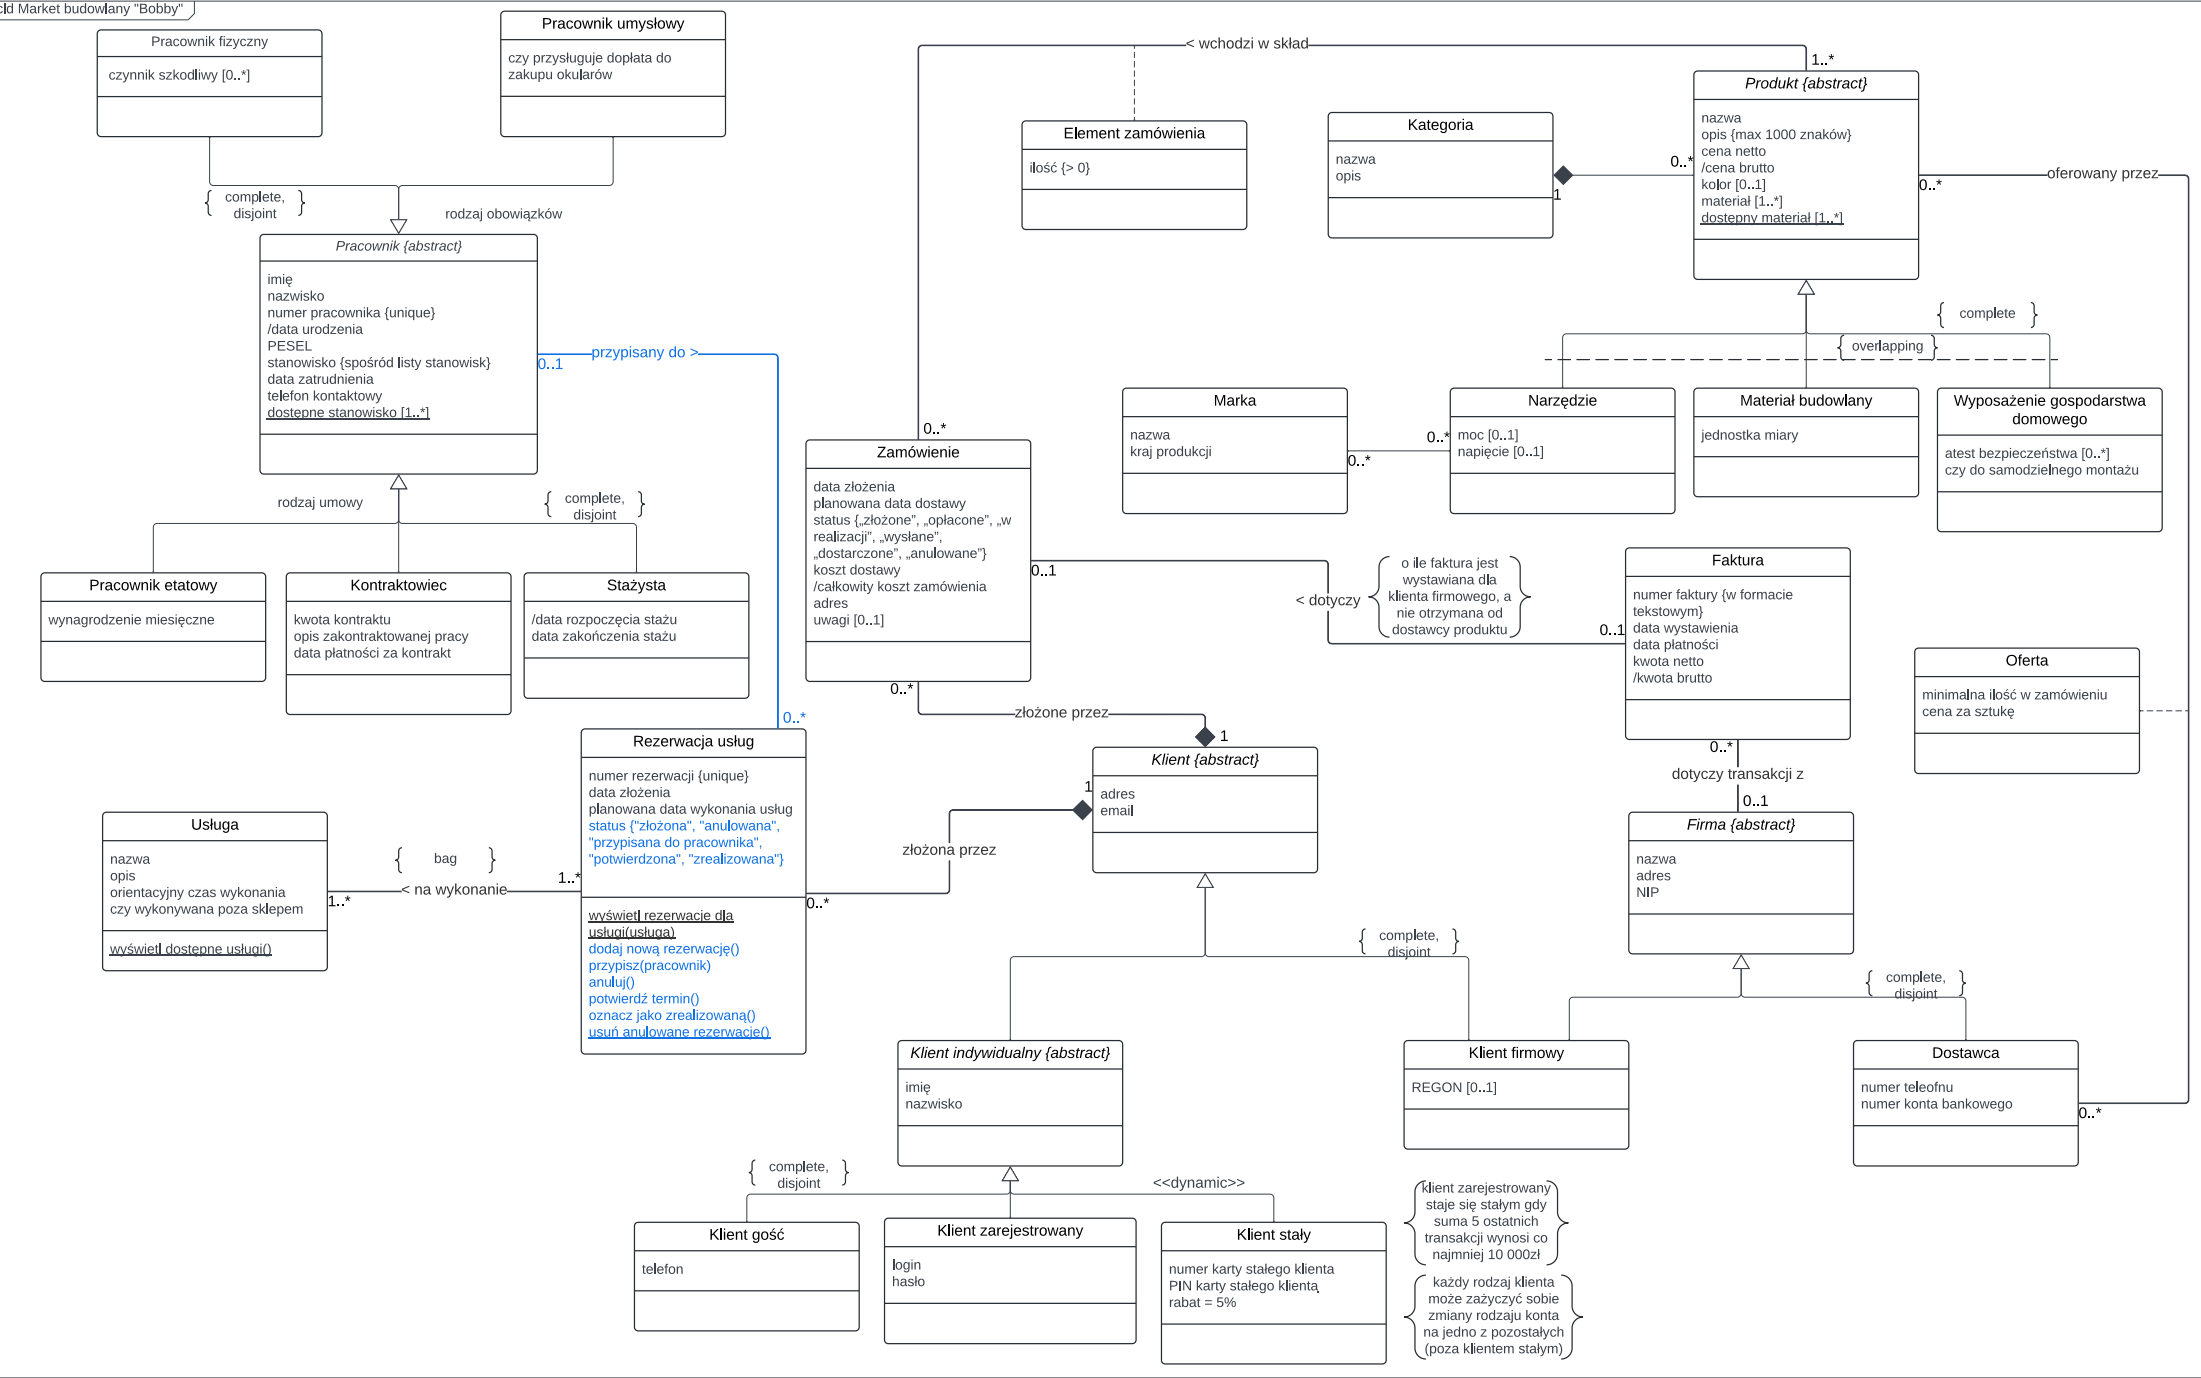 cld Market budowlany "Bobby"
Pracownik fizyczny
czynnik szkodliwy [0..*]
Pracownik umysłowy
czy przysługuje dopłata do
zakupu okularów
{ complete,
disjoint }
rodzaj obowiązków
Pracownik {abstract}
imię
nazwisko
numer pracownika {unique}
/data urodzenia
PESEL
stanowisko {spośród listy stanowisk}
data zatrudnienia
telefon kontaktowy
dostępne stanowisko [1..*]
0..1
przypisany do >
0..*
rodzaj umowy
{ complete,
disjoint }
Pracownik etatowy
wynagrodzenie miesięczne
Kontraktowiec
kwota kontraktu
opis zakontraktowanej pracy
data płatności za kontrakt
Stażysta
/data rozpoczęcia stażu
data zakończenia stażu
< wchodzi w skład
1..*
0..*
Element zamówienia
ilość {> 0}
Kategoria
nazwa
opis
1
0..*
Produkt {abstract}
nazwa
opis {max 1000 znaków}
cena netto
/cena brutto
kolor [0..1]
materiał [1..*]
dostępny materiał [1..*]
0..*
oferowany przez
{ complete }
{ overlapping }
Marka
nazwa
kraj produkcji
0..*
0..*
Narzędzie
moc [0..1]
napięcie [0..1]
Materiał budowlany
jednostka miary
Wyposażenie gospodarstwa
domowego
atest bezpieczeństwa [0..*]
czy do samodzielnego montażu
Zamówienie
data złożenia
planowana data dostawy
status {„złożone”, „opłacone”, „w
realizacji”, „wysłane”,
„dostarczone”, „anulowane”}
koszt dostawy
/całkowity koszt zamówienia
adres
uwagi [0..1]
0..1
< dotyczy
{ o ile faktura jest
wystawiana dla
klienta firmowego, a
nie otrzymana od
dostawcy produktu }
0..1
Faktura
numer faktury {w formacie
tekstowym}
data wystawienia
data płatności
kwota netto
/kwota brutto
Oferta
minimalna ilość w zamówieniu
cena za sztukę
0..*
dotyczy transakcji z
0..1
0..*
złożone przez
1
Klient {abstract}
adres
email
1
złożona przez
0..*
Rezerwacja usług
numer rezerwacji {unique}
data złożenia
planowana data wykonania usług
status {"złożona", "anulowana",
"przypisana do pracownika",
"potwierdzona", "zrealizowana"}
wyświetl rezerwacje dla
usługi(usługa)
dodaj nową rezerwację()
przypisz(pracownik)
anuluj()
potwierdź termin()
oznacz jako zrealizowaną()
usuń anulowane rezerwacje()
Usługa
nazwa
opis
orientacyjny czas wykonania
czy wykonywana poza sklepem
wyświetl dostępne usługi()
{ bag }
< na wykonanie
1..*
1..*
Firma {abstract}
nazwa
adres
NIP
{ complete,
disjoint }
{ complete,
disjoint }
Klient indywidualny {abstract}
imię
nazwisko
Klient firmowy
REGON [0..1]
Dostawca
numer teleofnu
numer konta bankowego
0..*
{ complete,
disjoint }
<<dynamic>>
Klient gość
telefon
Klient zarejestrowany
login
hasło
Klient stały
numer karty stałego klienta
PIN karty stałego klienta
rabat = 5%
{ klient zarejestrowany
staje się stałym gdy
suma 5 ostatnich
transakcji wynosi co
najmniej 10 000zł }
{ każdy rodzaj klienta
może zażyczyć sobie
zmiany rodzaju konta
na jedno z pozostałych
(poza klientem stałym) }